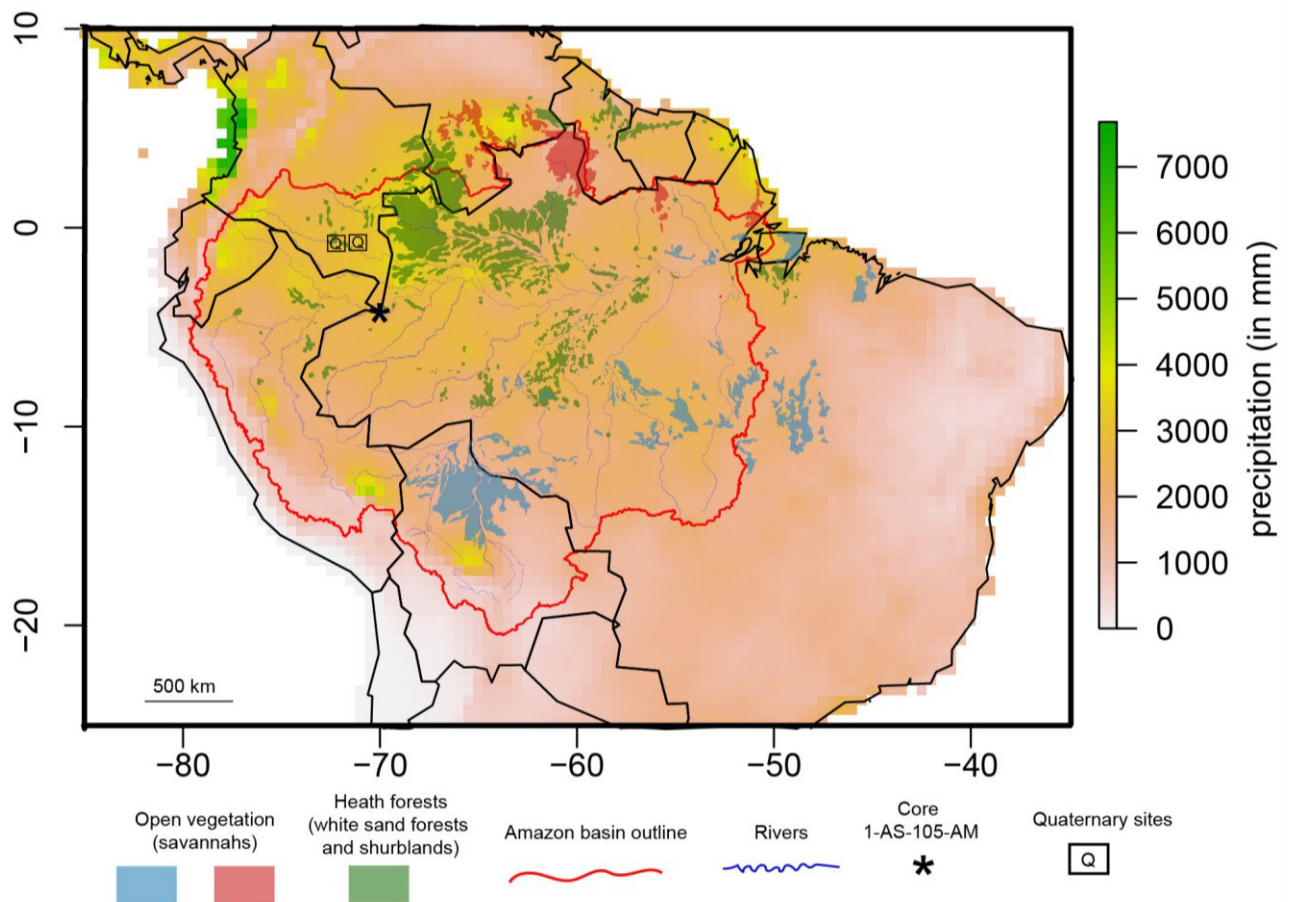 10
0
−10
−20
Q Q
500 km
−80 −70 −60 −50 −40
7000
6000
5000
4000
3000
2000
1000
0
precipitation (in mm)
Open vegetation
(savannahs)
Heath forests
(white sand forests
and shurblands)
Amazon basin outline
Rivers
Core
1-AS-105-AM
*
Quaternary sites
Q